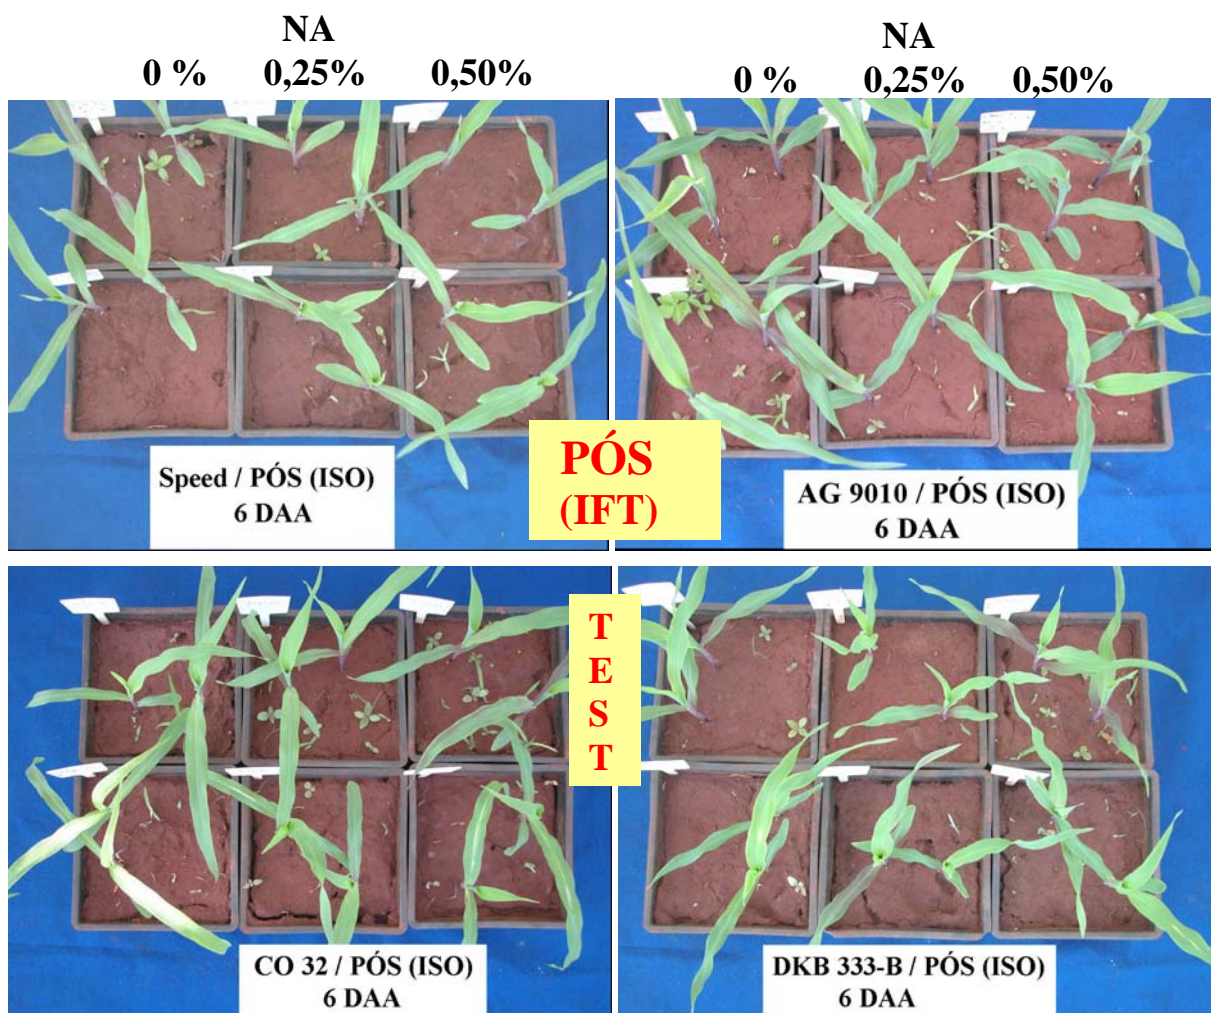 NA
0 % 0,25% 0,50%
NA
0 % 0,25% 0,50%
Speed / PÓS (ISO)
6 DAA
PÓS
(IFT)
AG 9010 / PÓS (ISO)
6 DAA
T
E
S
T
CO 32 / PÓS (ISO)
6 DAA
DKB 333-B / PÓS (ISO)
6 DAA